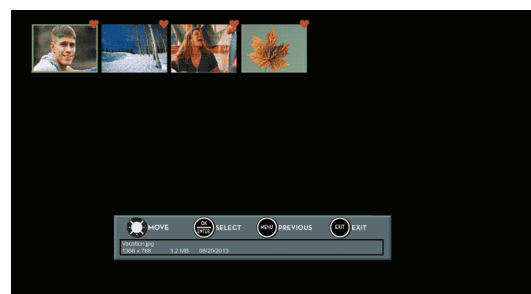 MOVE OK ENTER SELECT MENU PREVIOUS EXIT EXIT
Vacation.jpg
1366 x 768 1.2 MB 08/20/2013